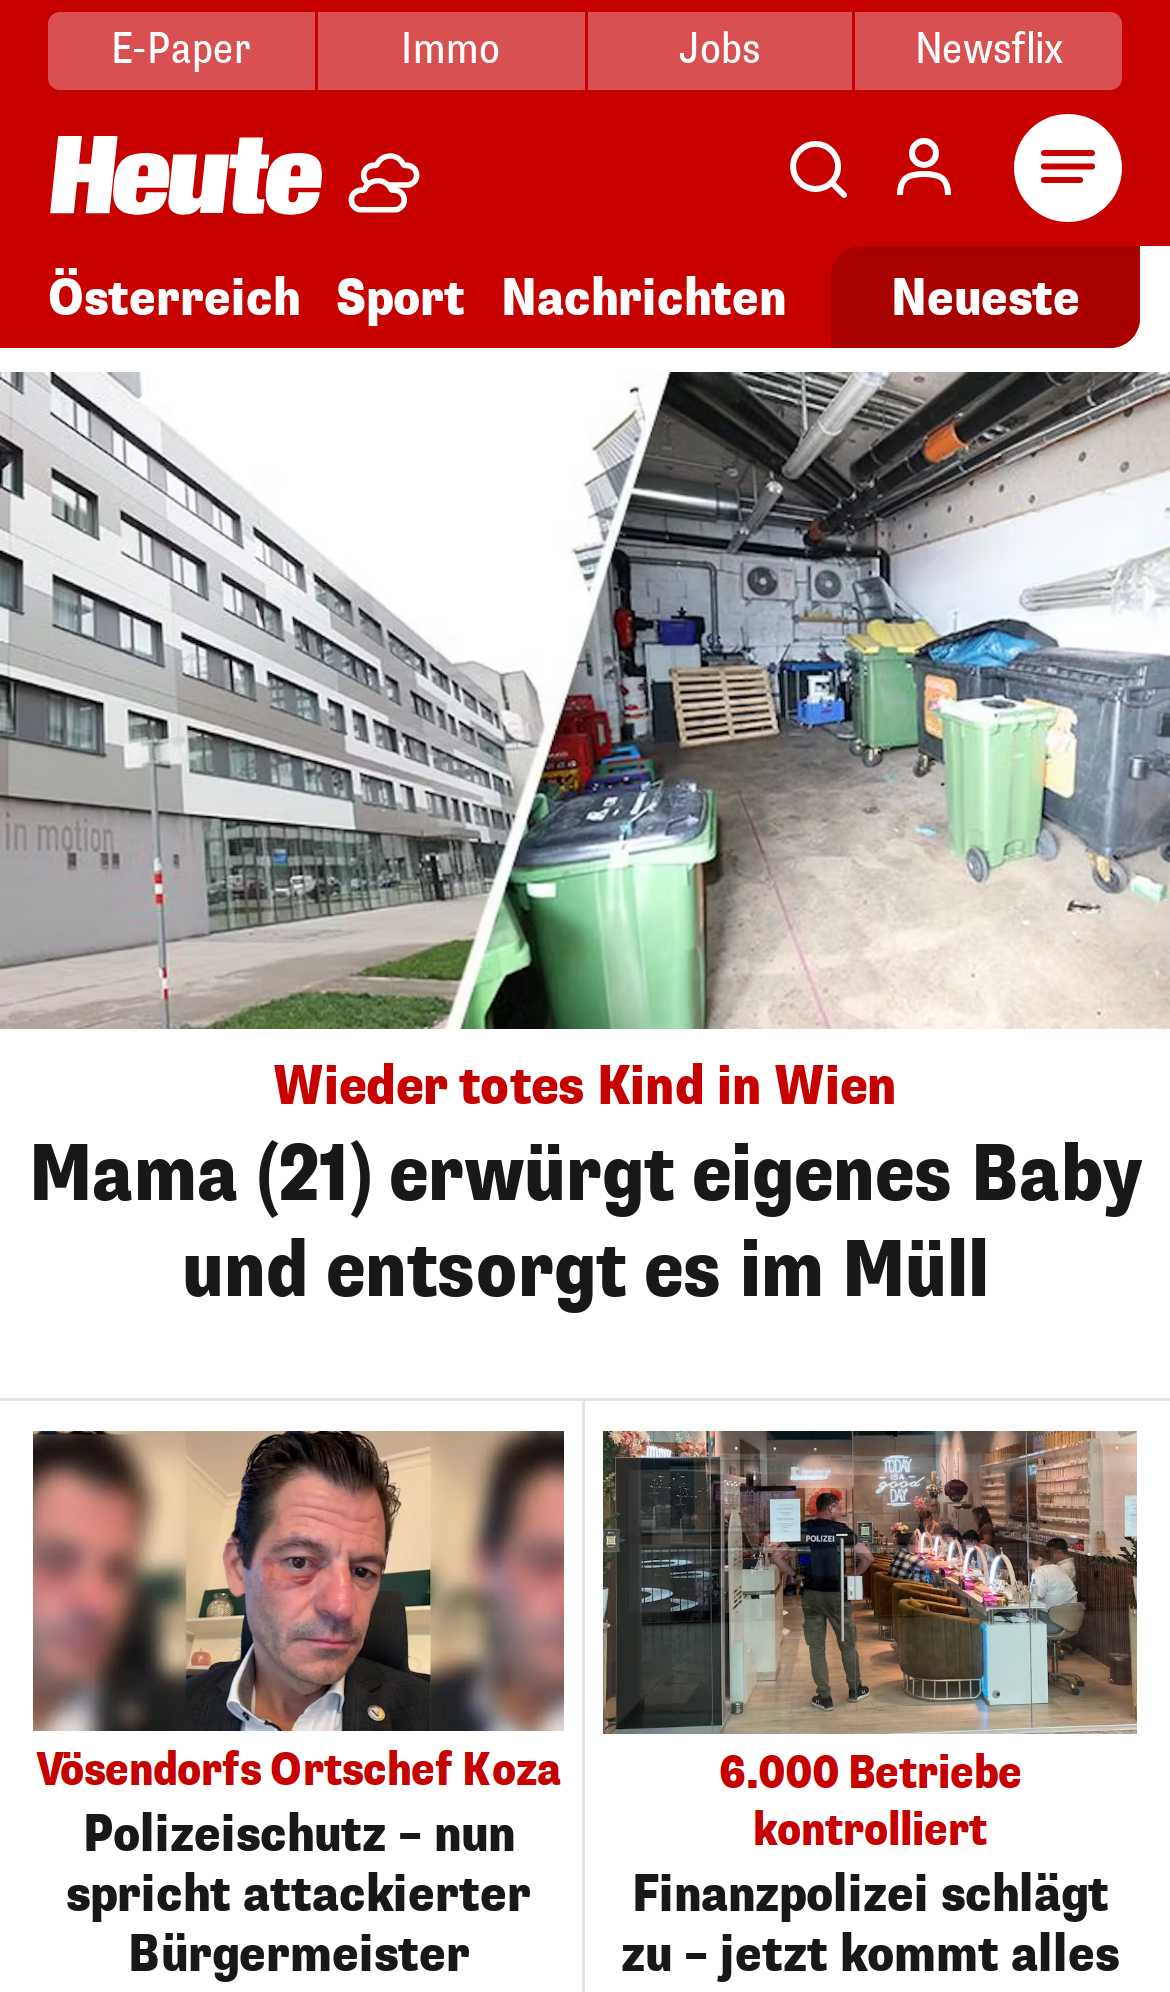 E-Paper
Immo
Jobs
Newsflix
Heute
Österreich
Sport
Nachrichten
Neueste
in motion
Wieder totes Kind in Wien
Mama (21) erwürgt eigenes Baby
und entsorgt es im Müll
TODAY
IS A
good
DAY
POLIZEI
Vösendorfs Ortschef Koza
Polizeischutz – nun
spricht attackierter
Bürgermeister
6.000 Betriebe
kontrolliert
Finanzpolizei schlägt
zu – jetzt kommt alles